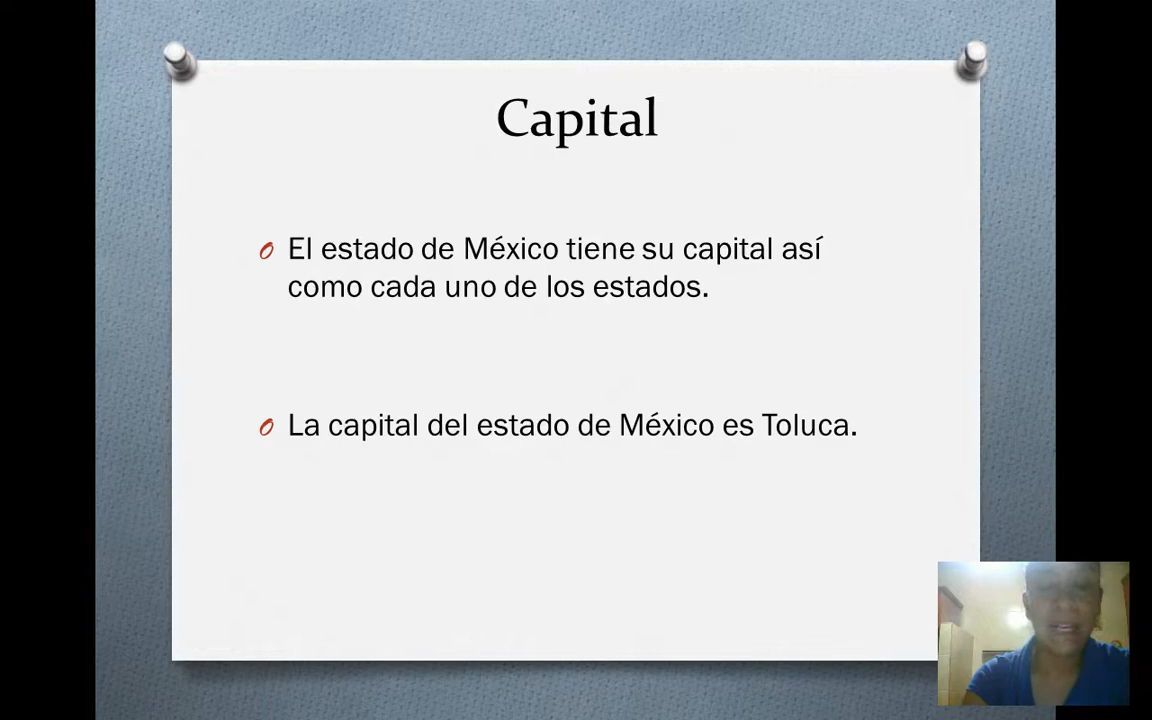 Capital
El estado de México tiene su capital así
como cada uno de los estados.
La capital del estado de México es Toluca.